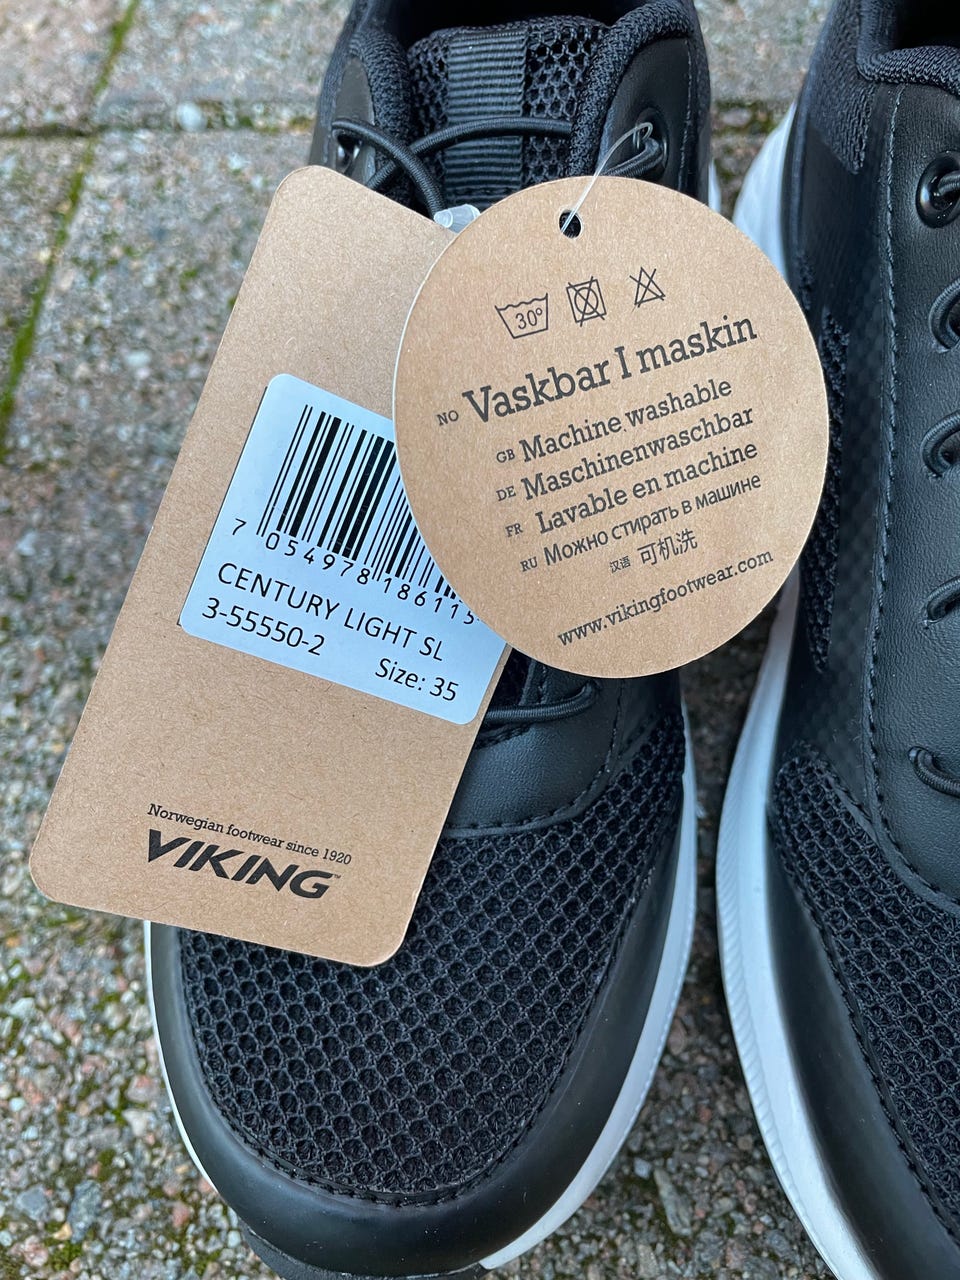 7 054978 186115
CENTURY LIGHT SL
3-55550-2
Size: 35
Norwegian footwear since 1920
VIKING™
30°
NO Vaskbar I maskin
GB Machine washable
DE Maschinenwaschbar
FR Lavable en machine
RU Можно стирать в машине
汉语 可机洗
www.vikingfootwear.com